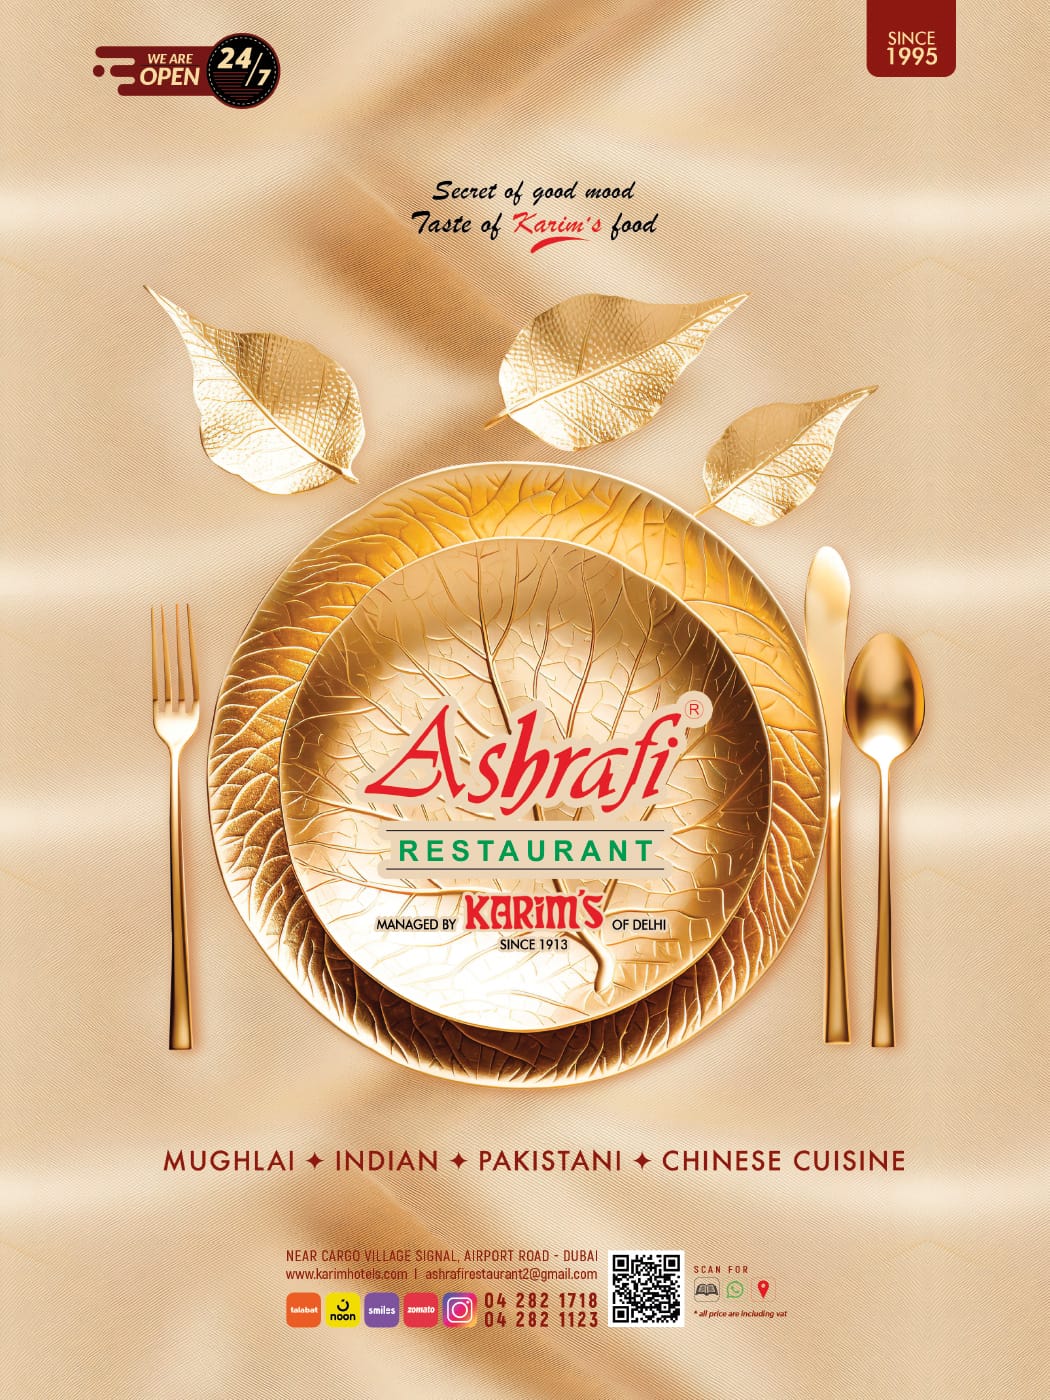 WE ARE
OPEN
24/7
SINCE
1995
Secret of good mood
Taste of Karim's food
Ashrafi ®
RESTAURANT
MANAGED BY KARIM'S OF DELHI
SINCE 1913
MUGHLAI ✦ INDIAN ✦ PAKISTANI ✦ CHINESE CUISINE
NEAR CARGO VILLAGE SIGNAL, AIRPORT ROAD - DUBAI
www.karimhotels.com | ashrafirestaurant2@gmail.com
talabat
noon
smiles
zomato
04 282 1718
04 282 1123
SCAN FOR
* all price are including vat